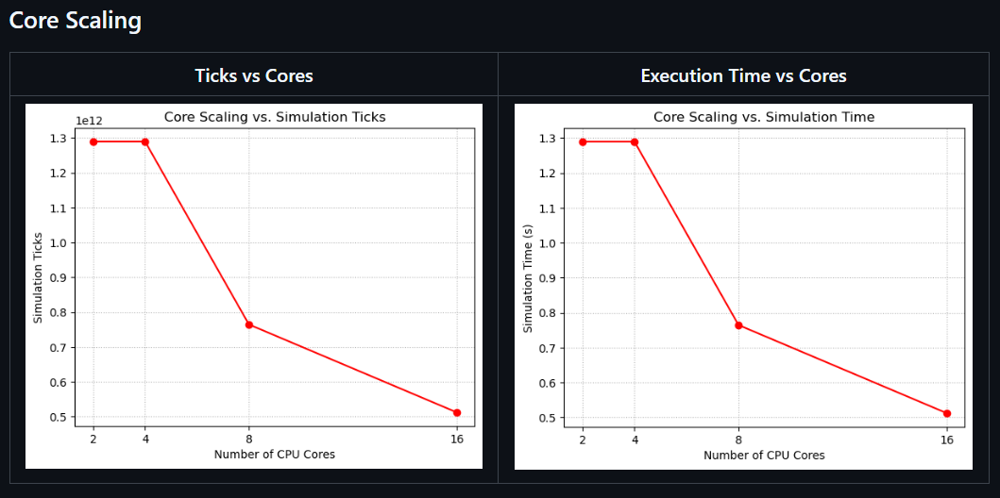 Core Scaling
Ticks vs Cores
Execution Time vs Cores
1e12
Core Scaling vs. Simulation Ticks
1.3
1.2
1.1
1.0
0.9
0.8
0.7
0.6
0.5
Simulation Ticks
2 4 8 16
Number of CPU Cores
Core Scaling vs. Simulation Time
1.3
1.2
1.1
1.0
0.9
0.8
0.7
0.6
0.5
Simulation Time (s)
2 4 8 16
Number of CPU Cores